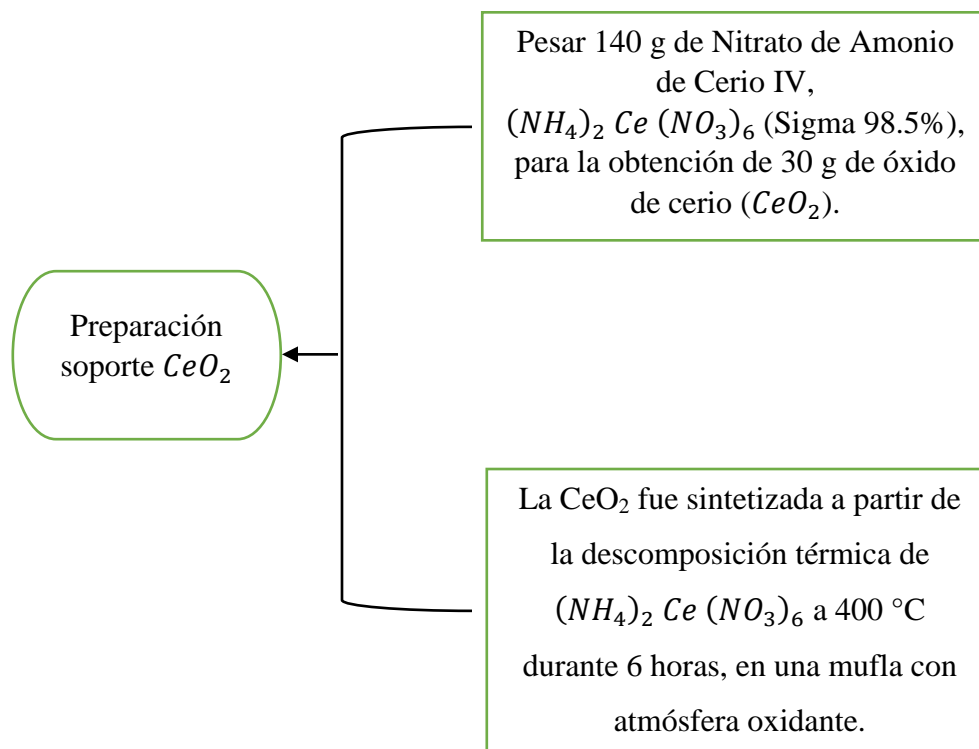 Pesar 140 g de Nitrato de Amonio
de Cerio IV,
(NH₄)₂ Ce (NO₃)₆ (Sigma 98.5%),
para la obtención de 30 g de óxido
de cerio (CeO₂).
Preparación
soporte CeO₂
La CeO₂ fue sintetizada a partir de
la descomposición térmica de
(NH₄)₂ Ce (NO₃)₆ a 400 °C
durante 6 horas, en una mufla con
atmósfera oxidante.